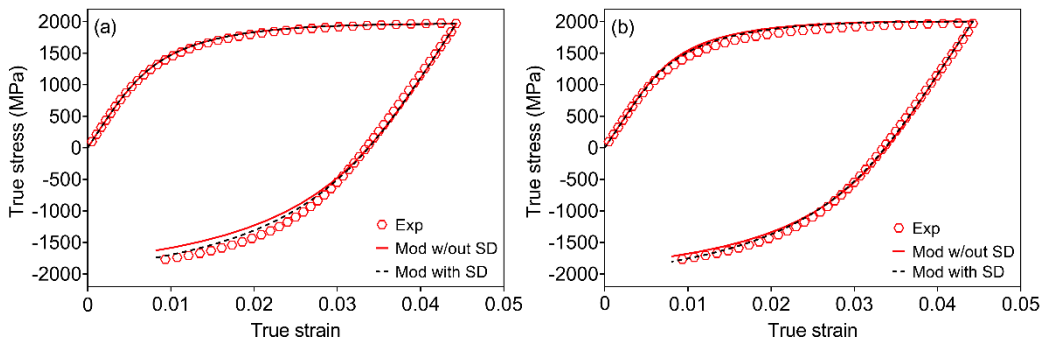 (a)
True stress (MPa)
2000
1500
1000
500
0
-500
-1000
-1500
-2000
Exp
Mod w/out SD
Mod with SD
0
0.01
0.02
0.03
0.04
0.05
True strain
(b)
True stress (MPa)
2000
1500
1000
500
0
-500
-1000
-1500
-2000
Exp
Mod w/out SD
Mod with SD
0
0.01
0.02
0.03
0.04
0.05
True strain